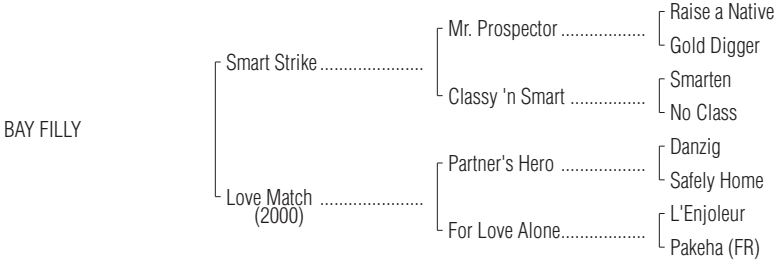 Raise a Native
Mr. Prospector ..................
Gold Digger
Smart Strike ......................
Smarten
Classy 'n Smart ................
No Class
BAY FILLY
Danzig
Partner's Hero ..................
Safely Home
Love Match ......................
(2000)
L'Enjoleur
For Love Alone..................
Pakeha (FR)